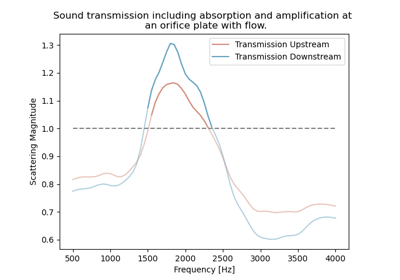 Sound transmission including absorption and amplification at
an orifice plate with flow.
Transmission Upstream
Transmission Downstream
Scattering Magnitude
1.3
1.2
1.1
1.0
0.9
0.8
0.7
0.6
500 1000 1500 2000 2500 3000 3500 4000
Frequency [Hz]